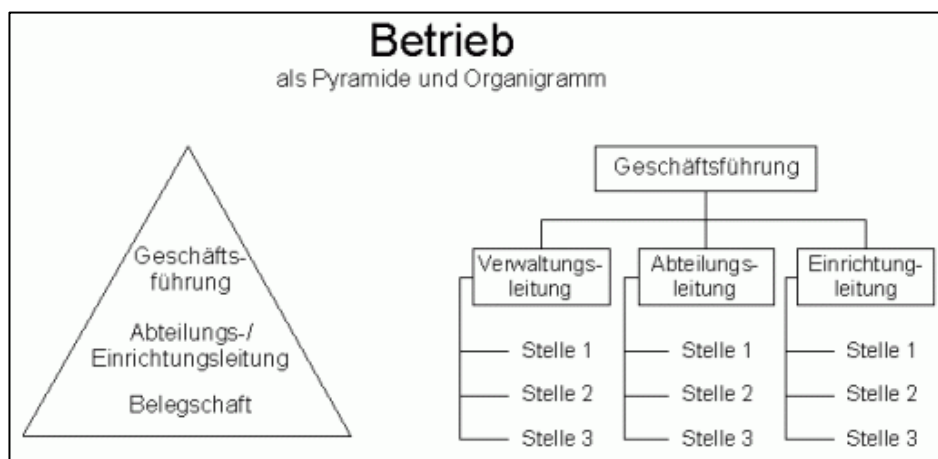 Betrieb
als Pyramide und Organigramm
Geschäfts-
führung
Abteilungs-/
Einrichtungsleitung
Belegschaft
Geschäftsführung
Verwaltungs-
leitung
Abteilungs-
leitung
Einrichtung-
leitung
Stelle 1
Stelle 2
Stelle 3
Stelle 1
Stelle 2
Stelle 3
Stelle 1
Stelle 2
Stelle 3